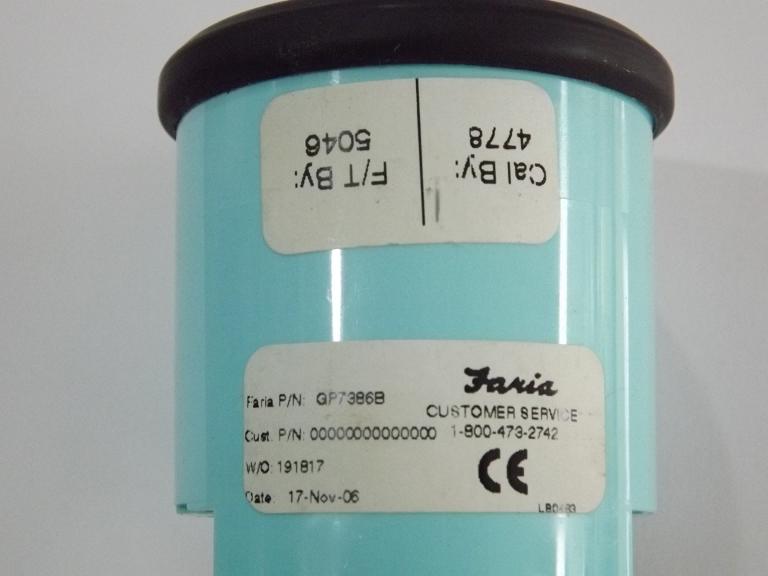 Cal By: F/T By:
4778 5046
Faria
Faria P/N: GP7386B
CUSTOMER SERVICE
Cust. P/N: 00000000000000 1-800-473-2742
W/O: 191817
CE
Date: 17-Nov-06